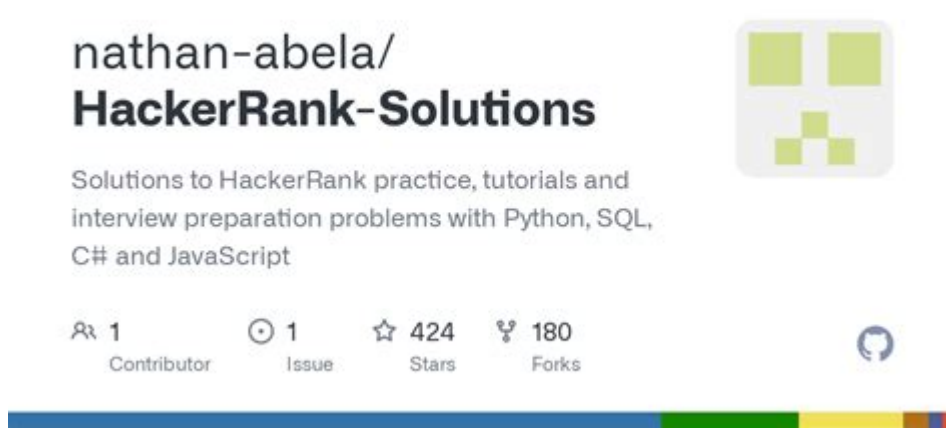 nathan-abela/
HackerRank-Solutions
Solutions to HackerRank practice, tutorials and
interview preparation problems with Python, SQL,
C# and JavaScript
1 1 424 180
Contributor Issue Stars Forks